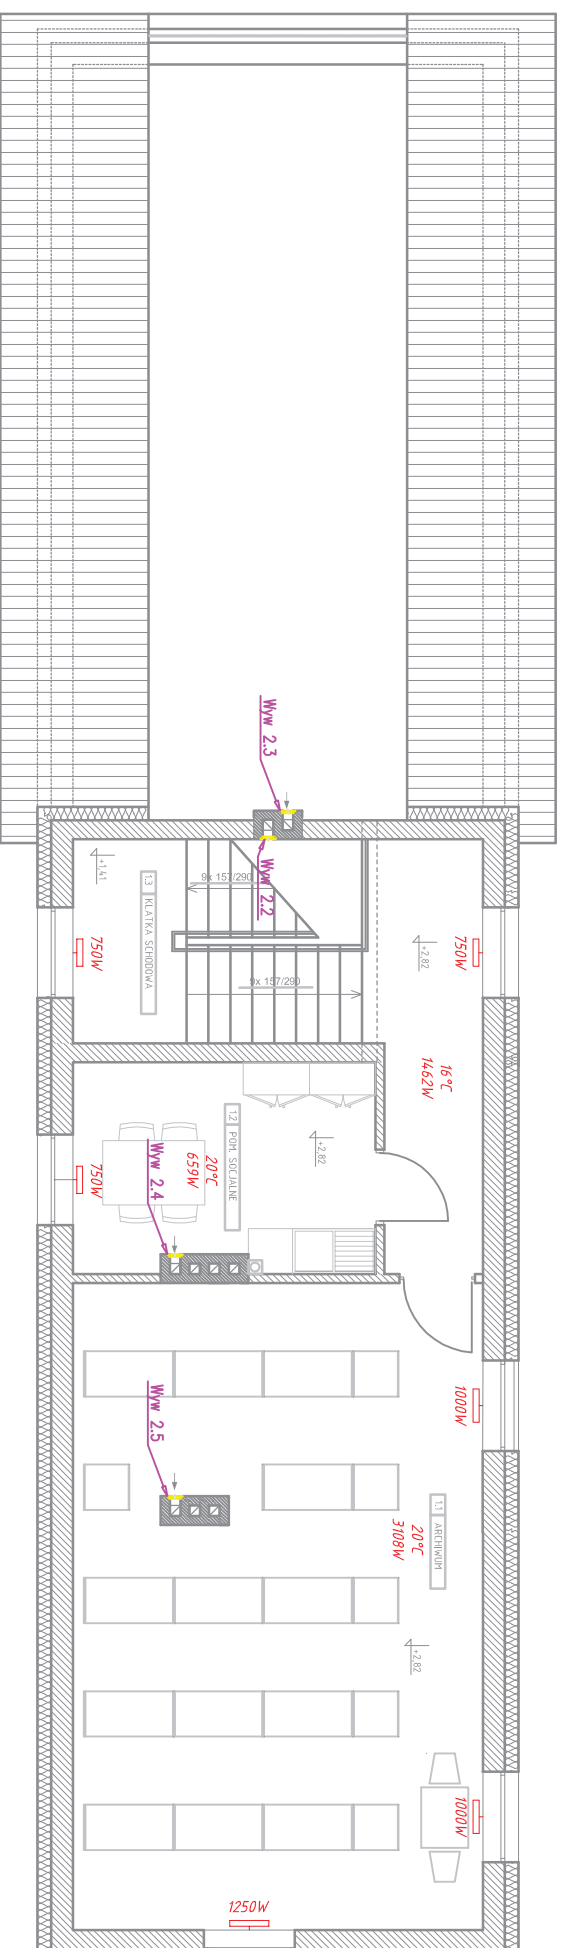 Wyw 2.3
Wyw 2.2
9x 157/290
9x 157/290
+1,41
1.3 KLATKA SCHODOWA
750W
750W
+2,82
16°C
1462W
1.2 POM. SOCJALNE
+2,82
20°C
659W
Wyw 2.4
750W
1000W
Wyw 2.5
1.1 ARCHIWUM
20°C
3108W
+2,82
1000W
1250W